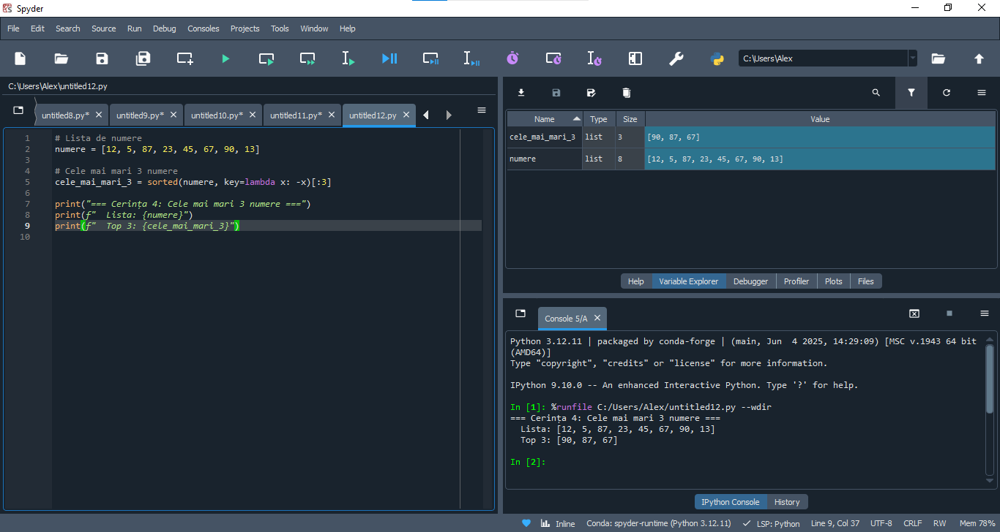 Spyder
File Edit Search Source Run Debug Consoles Projects Tools Window Help
C:\Users\Alex
C:\Users\Alex\untitled12.py
untitled8.py* untitled9.py* untitled10.py* untitled11.py* untitled12.py
1 # Lista de numere
2 numere = [12, 5, 87, 23, 45, 67, 90, 13]
3
4 # Cele mai mari 3 numere
5 cele_mai_mari_3 = sorted(numere, key=lambda x: -x)[:3]
6
7 print("=== Cerința 4: Cele mai mari 3 numere ===")
8 print(f"  Lista: {numere}")
9 print(f"  Top 3: {cele_mai_mari_3}")
10
Name Type Size Value
cele_mai_mari_3 list 3 [90, 87, 67]
numere list 8 [12, 5, 87, 23, 45, 67, 90, 13]
Help Variable Explorer Debugger Profiler Plots Files
Console 5/A
Python 3.12.11 | packaged by conda-forge | (main, Jun  4 2025, 14:29:09) [MSC v.1943 64 bit
(AMD64)]
Type "copyright", "credits" or "license" for more information.
IPython 9.10.0 -- An enhanced Interactive Python. Type '?' for help.
In [1]: %runfile C:/Users/Alex/untitled12.py --wdir
=== Cerința 4: Cele mai mari 3 numere ===
  Lista: [12, 5, 87, 23, 45, 67, 90, 13]
  Top 3: [90, 87, 67]
In [2]:
IPython Console History
Inline Conda: spyder-runtime (Python 3.12.11) LSP: Python Line 9, Col 37 UTF-8 CRLF RW Mem 78%